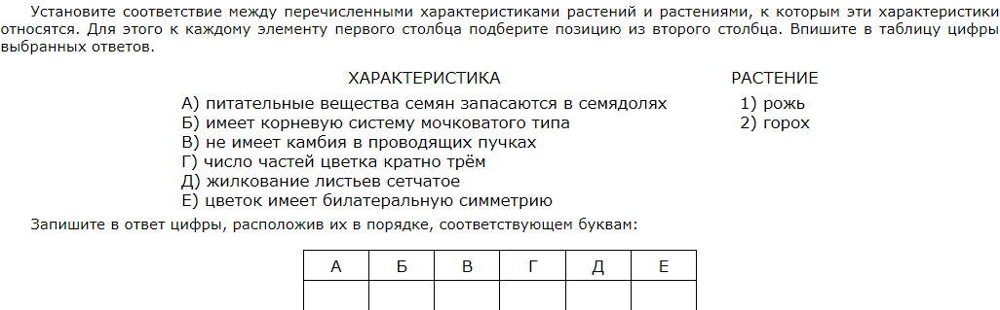 Установите соответствие между перечисленными характеристиками растений и растениями, к которым эти характеристики
относятся. Для этого к каждому элементу первого столбца подберите позицию из второго столбца. Впишите в таблицу цифры
выбранных ответов.
ХАРАКТЕРИСТИКА
А) питательные вещества семян запасаются в семядолях
Б) имеет корневую систему мочковатого типа
В) не имеет камбия в проводящих пучках
Г) число частей цветка кратно трём
Д) жилкование листьев сетчатое
Е) цветок имеет билатеральную симметрию
РАСТЕНИЕ
1) рожь
2) горох
Запишите в ответ цифры, расположив их в порядке, соответствующем буквам:
А Б В Г Д Е